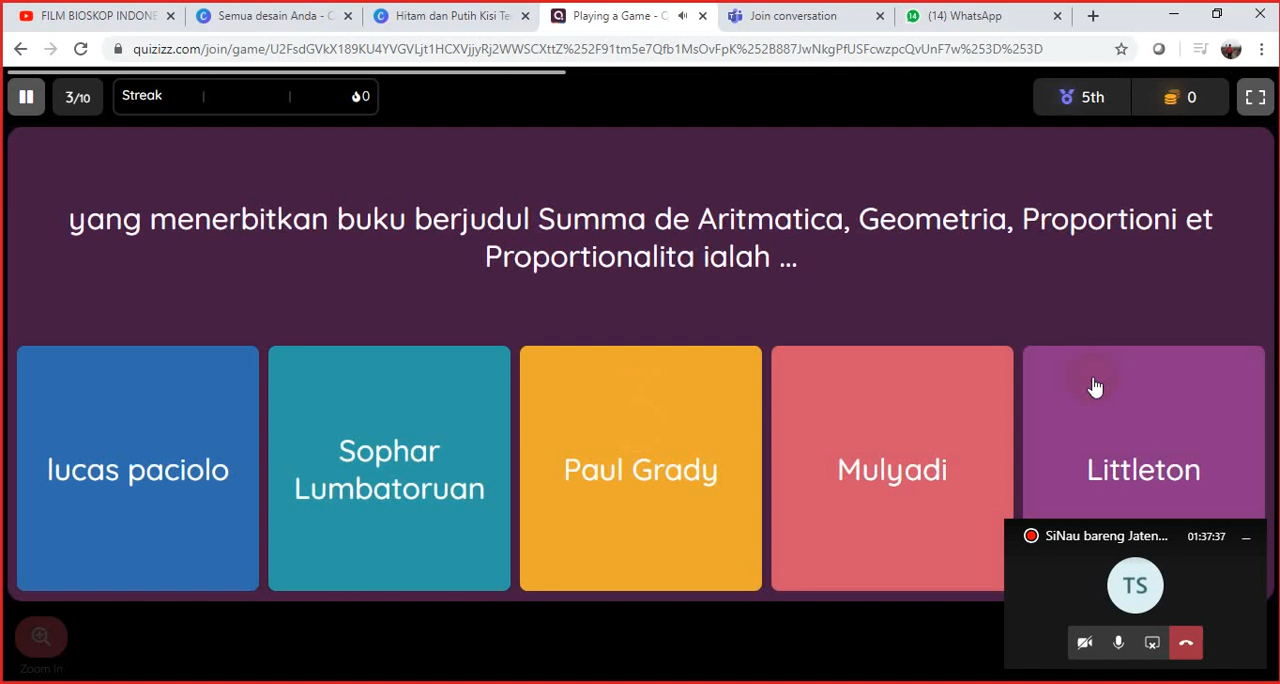 FILM BIOSKOP INDONE
Semua desain Anda - C
Hitam dan Putih Kisi Te
Playing a Game - C
Join conversation
(14) WhatsApp
quizizz.com/join/game/U2FsdGVkX189KU4YVGVLjt1HCXVjjyRj2WWSCXttZ%252F91tm5e7Qfb1MsOvFpK%252B887JwNkgPfUSFcwzpcQvUnF7w%253D%253D
3/10
Streak
0
5th
0
yang menerbitkan buku berjudul Summa de Aritmatica, Geometria, Proportioni et
Proportionalita ialah ...
lucas paciolo
Sophar
Lumbatoruan
Paul Grady
Mulyadi
Littleton
SiNau bareng Jaten...
01:37:37
TS
Zoom In